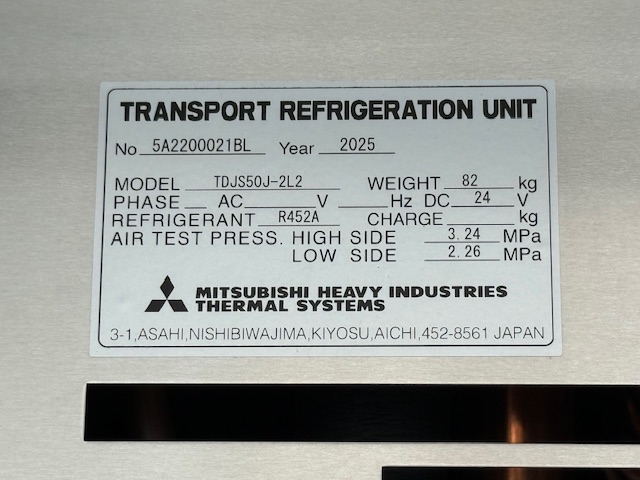 TRANSPORT REFRIGERATION UNIT
No 5A2200021BL Year 2025
MODEL TDJS50J-2L2 WEIGHT 82 kg
PHASE AC V Hz DC 24 V
REFRIGERANT R452A CHARGE kg
AIR TEST PRESS. HIGH SIDE 3.24 MPa
LOW SIDE 2.26 MPa
MITSUBISHI HEAVY INDUSTRIES
THERMAL SYSTEMS
3-1,ASAHI,NISHIBIWAJIMA,KIYOSU,AICHI,452-8561 JAPAN